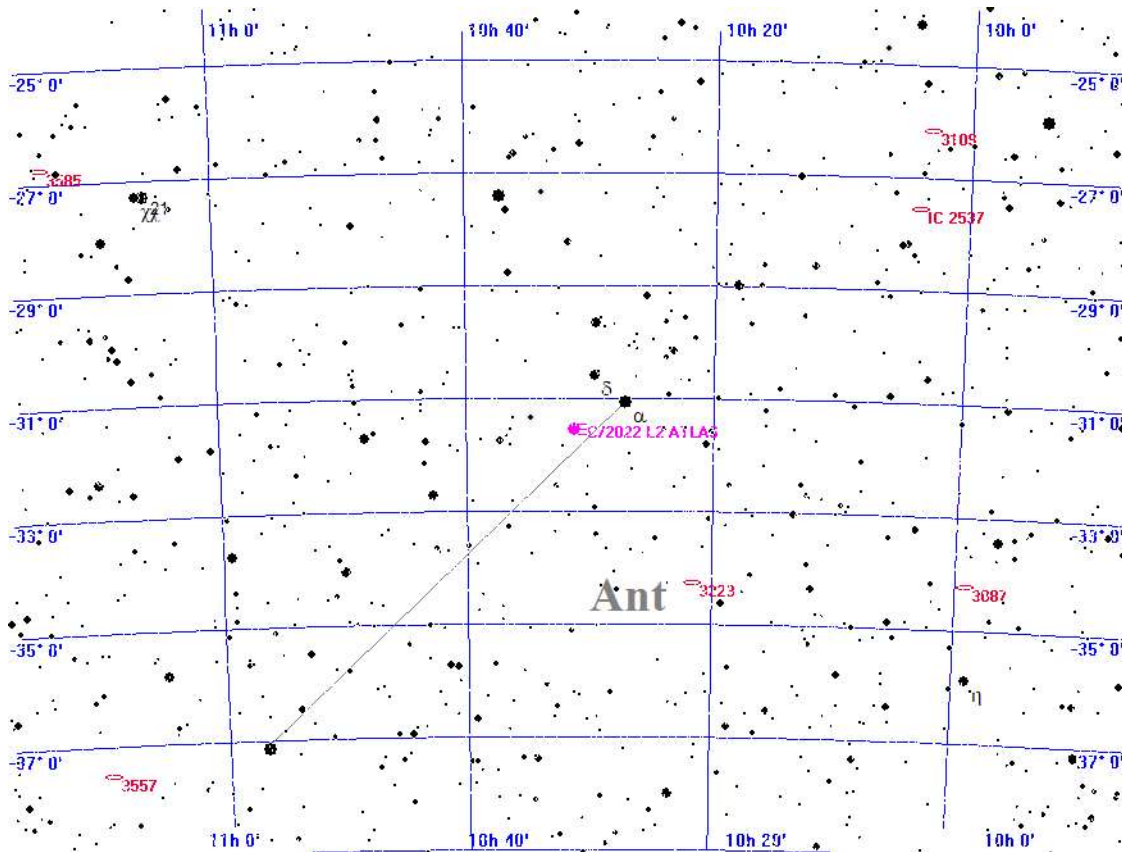 11h 0'
10h 40'
10h 20'
10h 0'
-25° 0'
-25° 0'
3109
3585
-27° 0'
-27° 0'
IC 2537
-29° 0'
-29° 0'
δ
α
-31° 0'
-31° 0'
C/2022 L2 ATLAS
-33° 0'
-33° 0'
Ant
3223
3087
-35° 0'
-35° 0'
η
-37° 0'
-37° 0'
3557
11h 0'
10h 40'
10h 20'
10h 0'